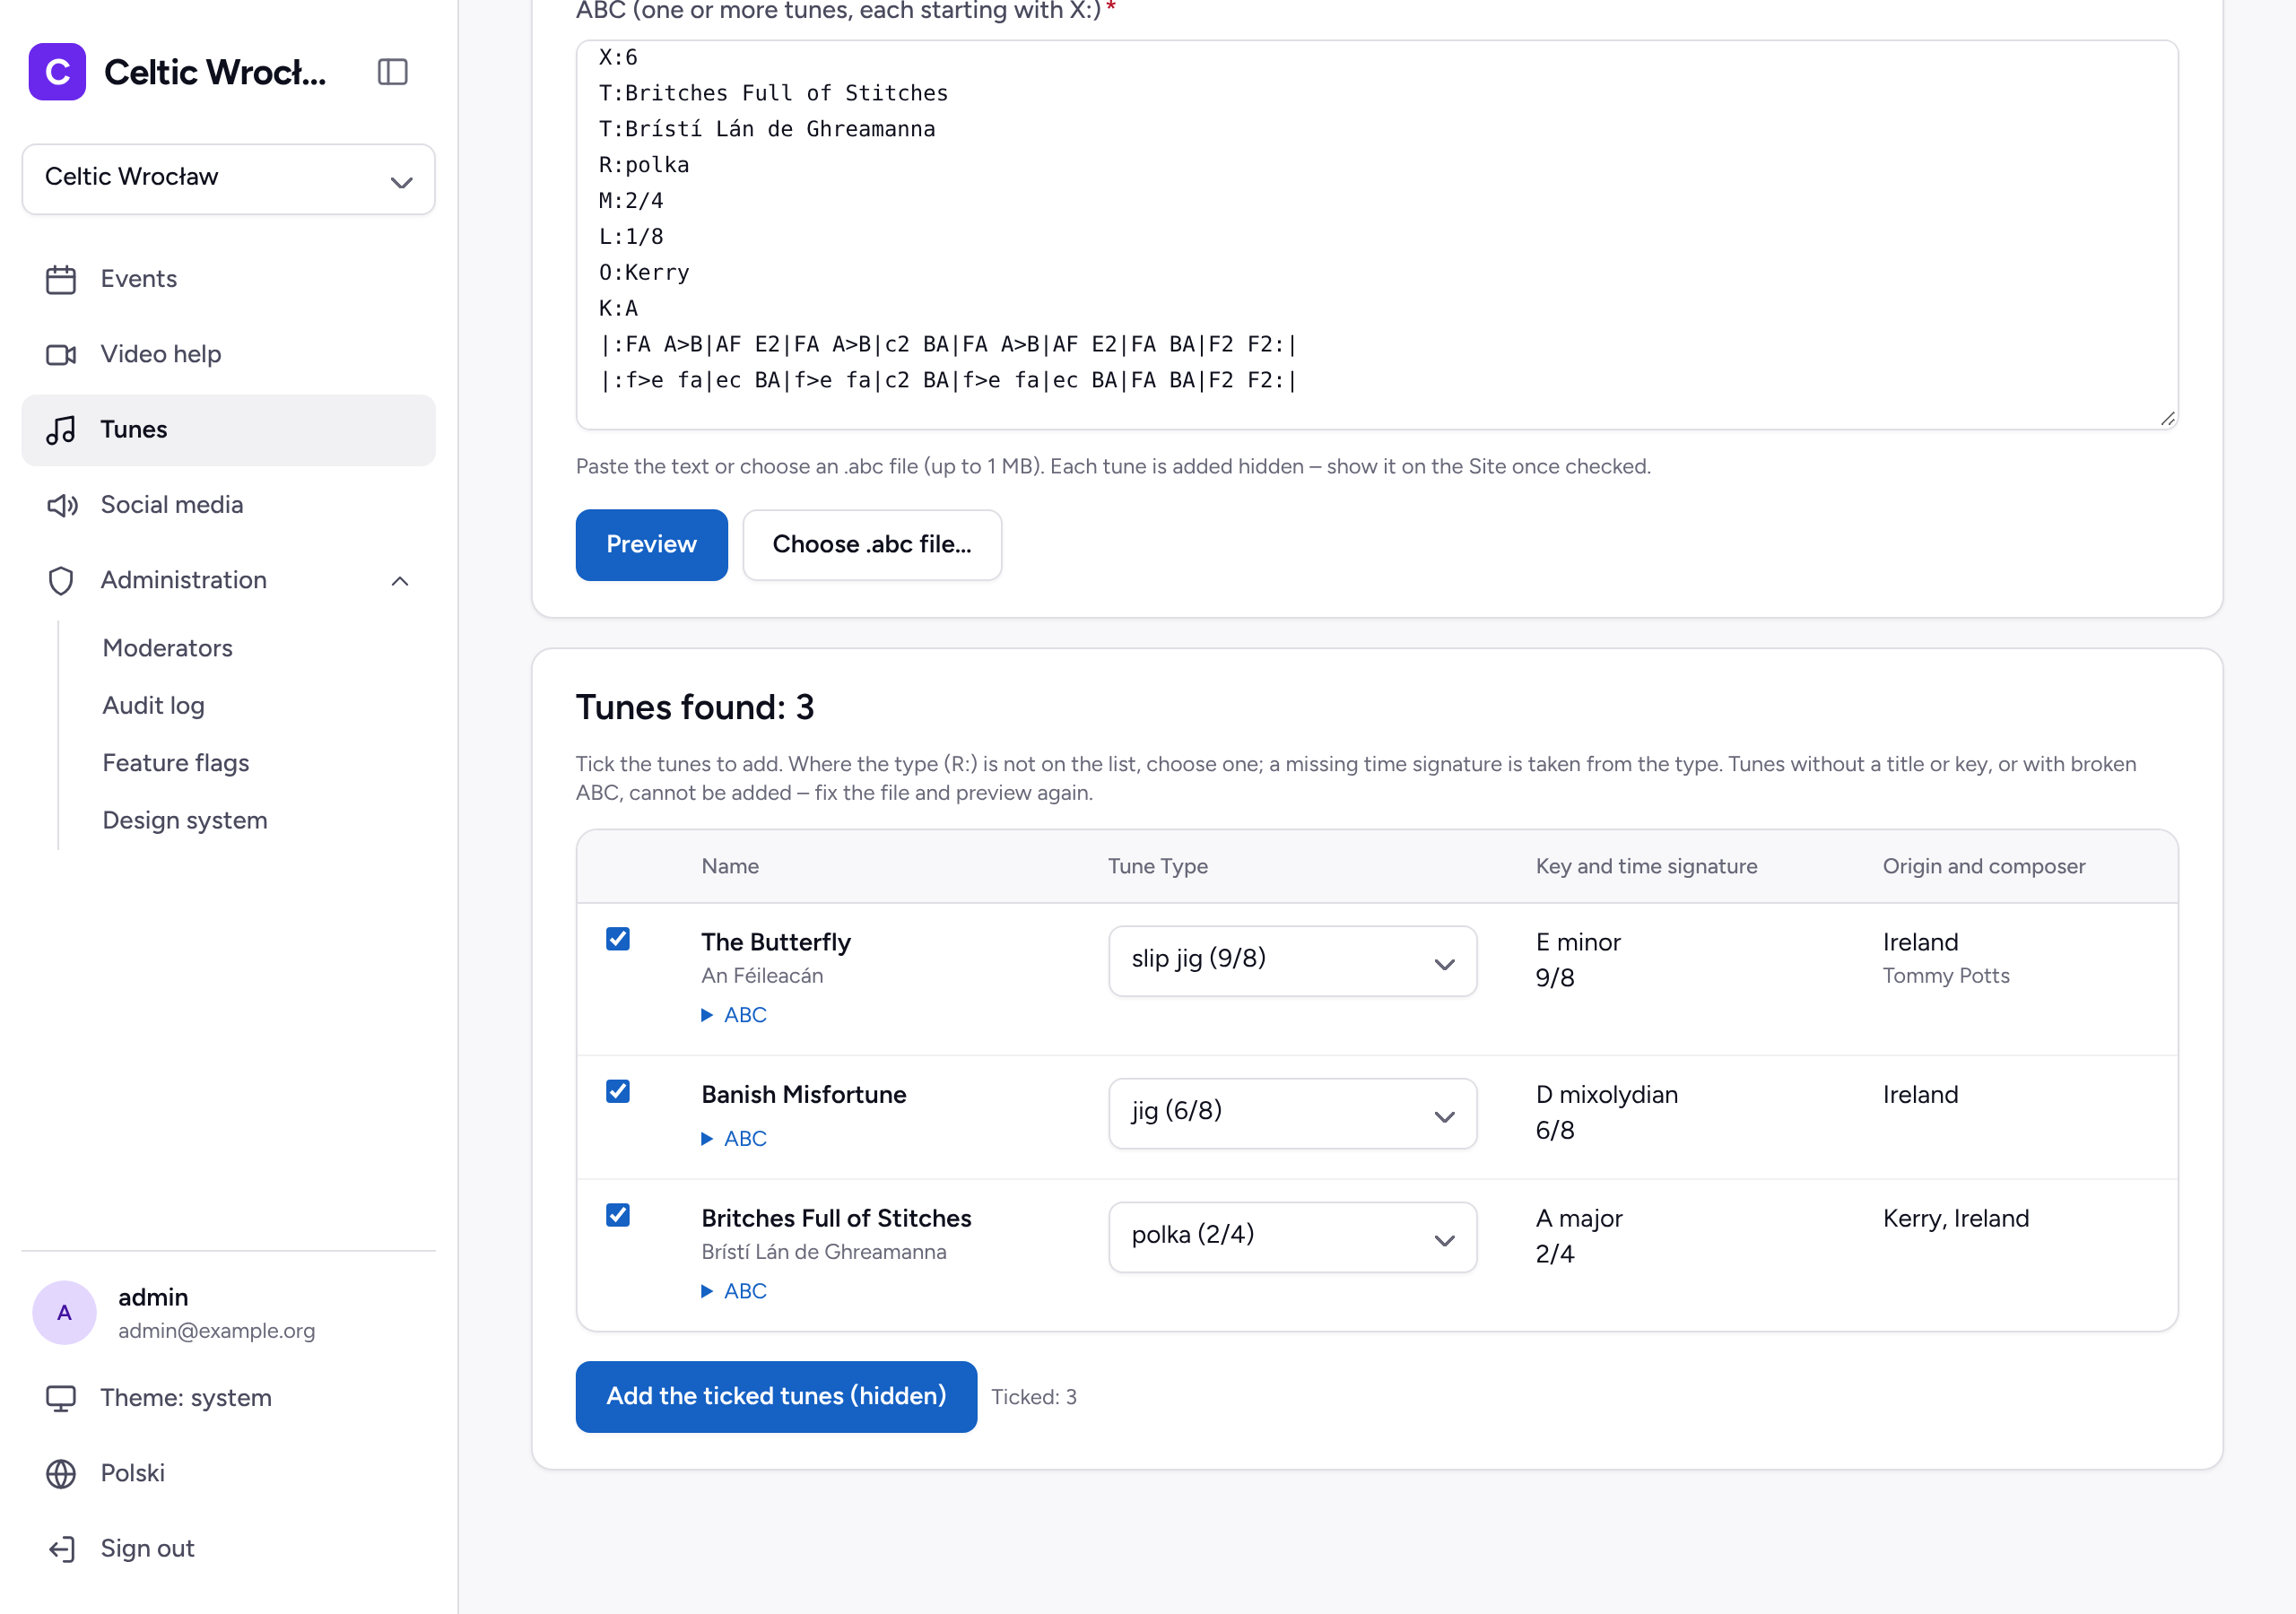 C
Celtic Wrocł...
Celtic Wrocław
Events
Video help
Tunes
Social media
Administration
Moderators
Audit log
Feature flags
Design system
A
admin
admin@example.org
Theme: system
Polski
Sign out
ABC (one or more tunes, each starting with X:) *
X:6
T:Britches Full of Stitches
T:Brístí Lán de Ghreamanna
R:polka
M:2/4
L:1/8
O:Kerry
K:A
|:FA A>B|AF E2|FA A>B|c2 BA|FA A>B|AF E2|FA BA|F2 F2:|
|:f>e fa|ec BA|f>e fa|c2 BA|f>e fa|ec BA|FA BA|F2 F2:|
Paste the text or choose an .abc file (up to 1 MB). Each tune is added hidden – show it on the Site once checked.
Preview
Choose .abc file...
Tunes found: 3
Tick the tunes to add. Where the type (R:) is not on the list, choose one; a missing time signature is taken from the type. Tunes without a title or key, or with broken
ABC, cannot be added – fix the file and preview again.
Name Tune Type Key and time signature Origin and composer
The Butterfly
An Féileacán
ABC
slip jig (9/8)
E minor
9/8
Ireland
Tommy Potts
Banish Misfortune
ABC
jig (6/8)
D mixolydian
6/8
Ireland
Britches Full of Stitches
Brístí Lán de Ghreamanna
ABC
polka (2/4)
A major
2/4
Kerry, Ireland
Add the ticked tunes (hidden)
Ticked: 3